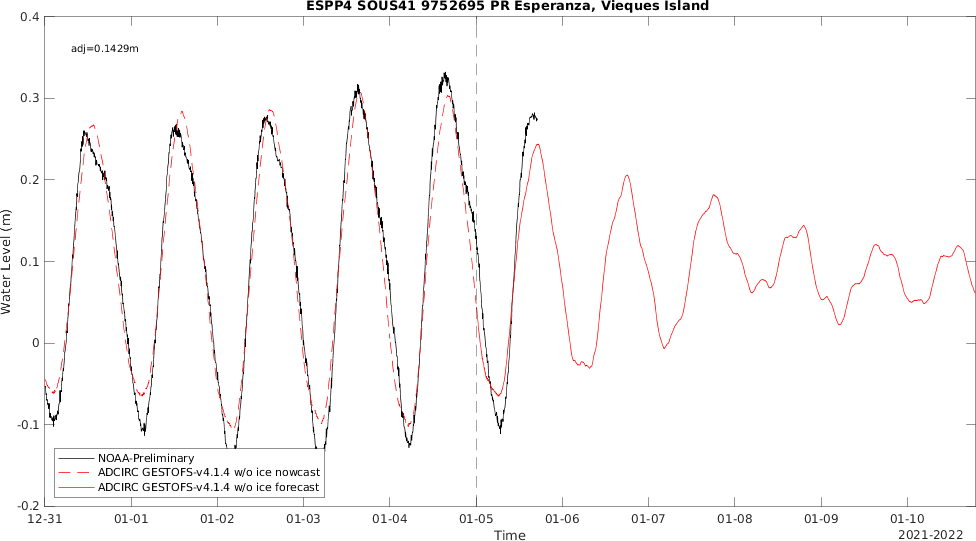 ESPP4 SOUS41 9752695 PR Esperanza, Vieques Island
adj=0.1429m
Water Level (m)
0.4
0.3
0.2
0.1
0
-0.1
-0.2
NOAA-Preliminary
ADCIRC GESTOFS-v4.1.4 w/o ice nowcast
ADCIRC GESTOFS-v4.1.4 w/o ice forecast
12-31 01-01 01-02 01-03 01-04 01-05 01-06 01-07 01-08 01-09 01-10
Time
2021-2022